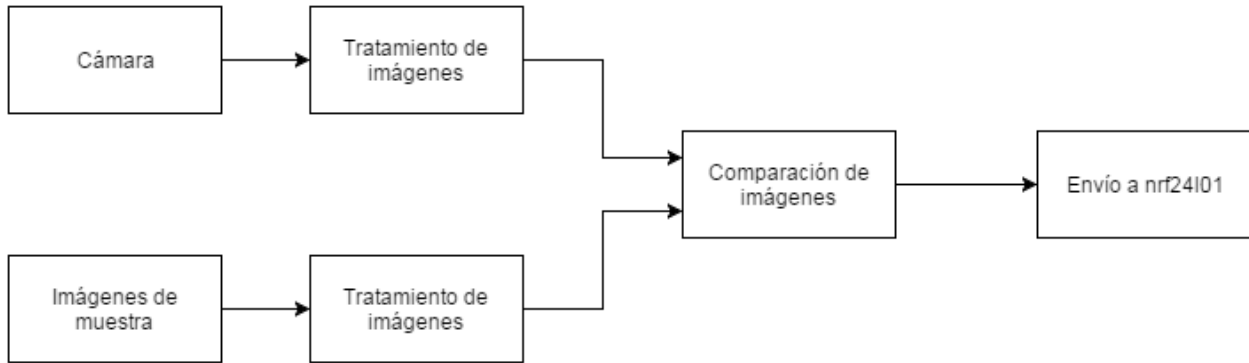 Cámara
Tratamiento de
imágenes
Comparación de
imágenes
Envío a nrf24l01
Imágenes de
muestra
Tratamiento de
imágenes